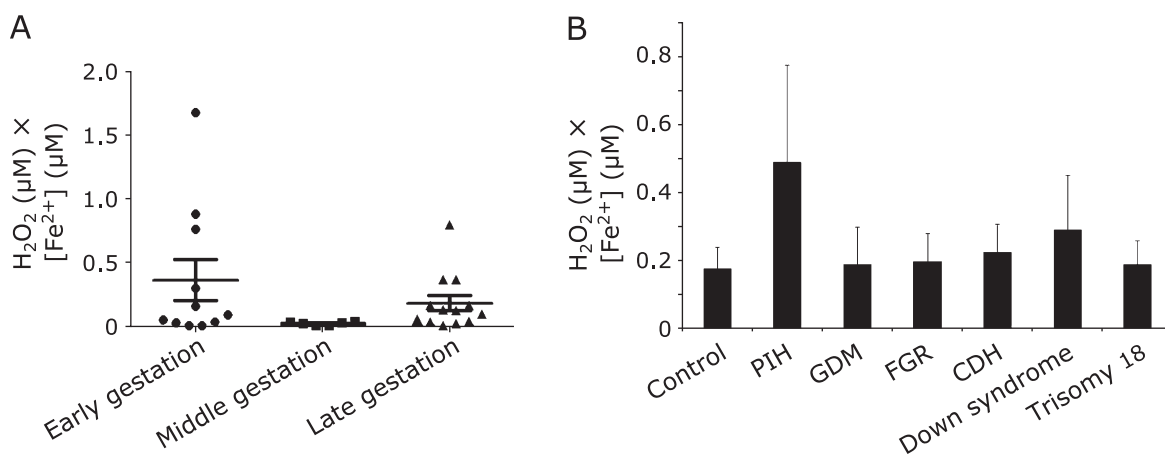 A
H₂O₂ (µM) ×
[Fe²⁺] (µM)
2.0
1.5
1.0
0.5
0
Early gestation
Middle gestation
Late gestation
B
H₂O₂ (µM) ×
[Fe²⁺] (µM)
0.8
0.6
0.4
0.2
0
Control
PIH
GDM
FGR
CDH
Down syndrome
Trisomy 18